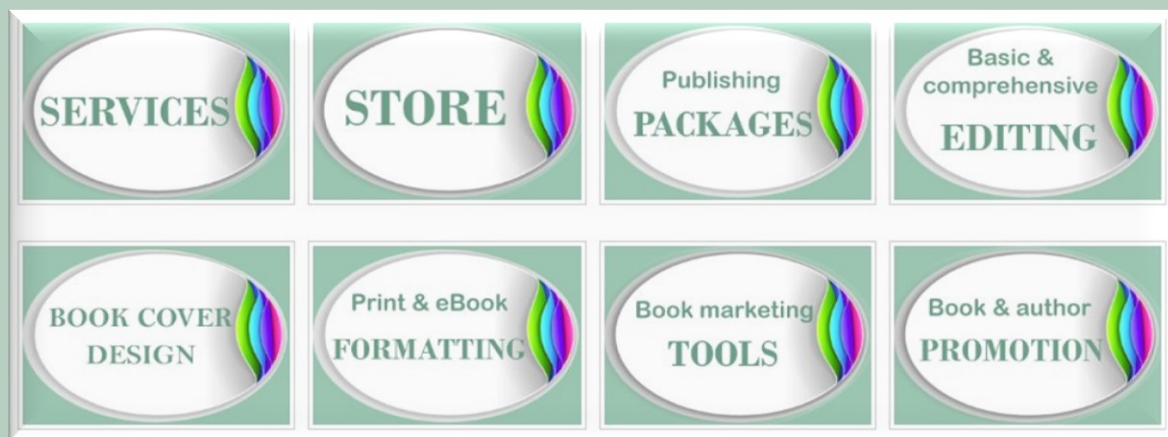 SERVICES
STORE
Publishing
PACKAGES
Basic &
comprehensive
EDITING
BOOK COVER
DESIGN
Print & eBook
FORMATTING
Book marketing
TOOLS
Book & author
PROMOTION